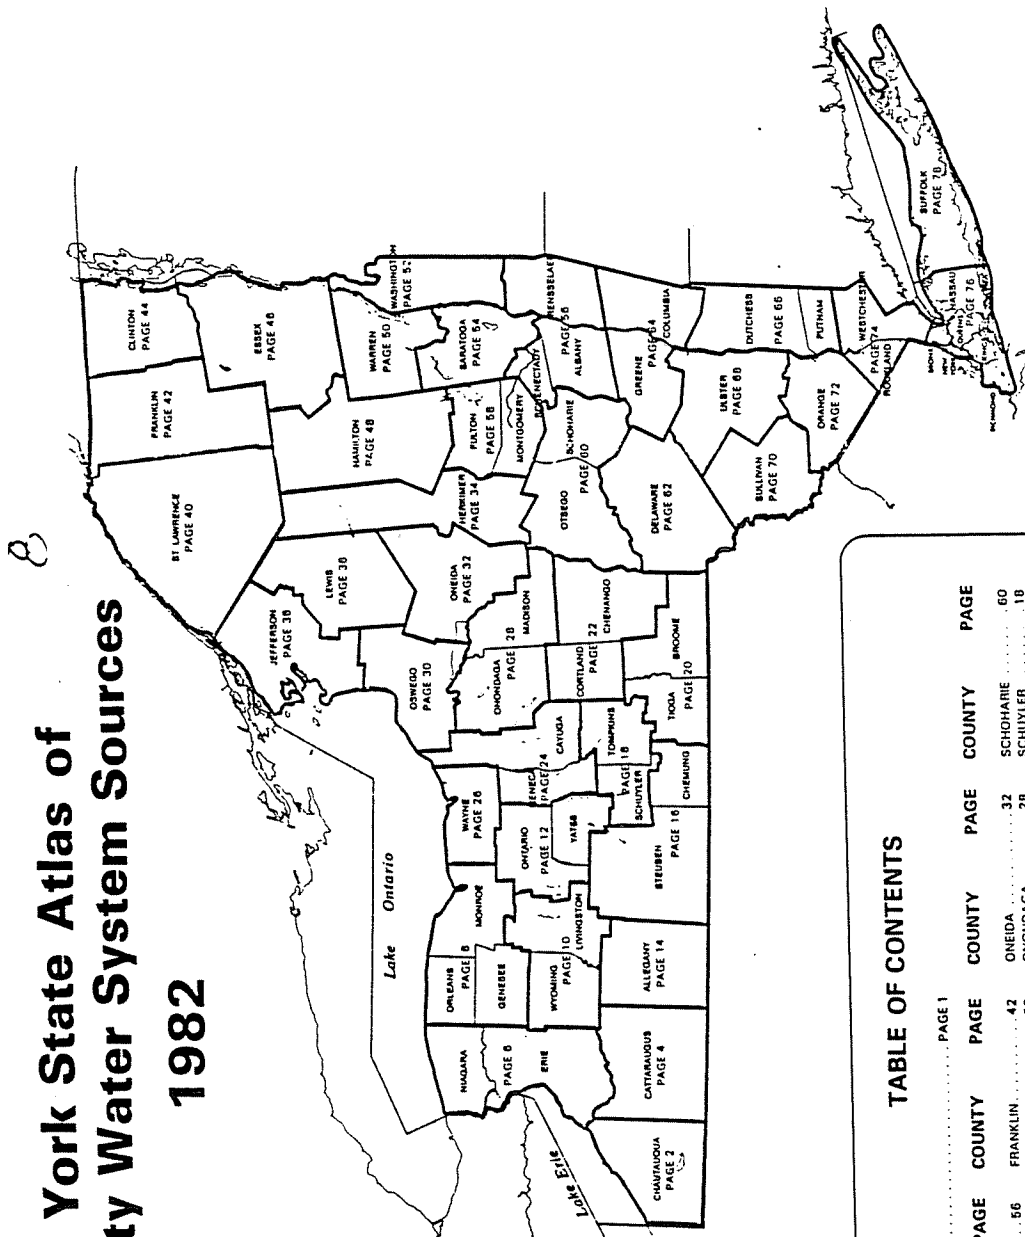 York State Atlas of
ty Water System Sources
1982
8
CLINTON
PAGE 44
FRANKLIN
PAGE 42
ST LAWRENCE
PAGE 40
ESSEX
PAGE 46
JEFFERSON
PAGE 38
LEWIS
PAGE 36
HAMILTON
PAGE 48
WARREN
PAGE 50
WASHINGTON
PAGE 52
HERKIMER
PAGE 34
ONEIDA
PAGE 32
OSWEGO
PAGE 30
FULTON
PAGE 58
SARATOGA
PAGE 54
MONTGOMERY
SCHENECTADY
RENSSELAER
PAGE 56
ALBANY
SCHOHARIE
PAGE 60
OTSEGO
MADISON
PAGE 28
ONONDAGA
CAYUGA
PAGE 24
SENECA
WAYNE
PAGE 26
ONTARIO
PAGE 12
YATES
MONROE
PAGE 8
ORLEANS
GENESEE
LIVINGSTON
PAGE 10
WYOMING
NIAGARA
PAGE 6
ERIE
CHENANGO
PAGE 22
CORTLAND
TOMPKINS
PAGE 18
SCHUYLER
CHEMUNG
STEUBEN
PAGE 16
ALLEGANY
PAGE 14
CATTARAUGUS
PAGE 4
CHAUTAUQUA
PAGE 2
BROOME
PAGE 20
TIOGA
DELAWARE
PAGE 62
GREENE
PAGE 64
COLUMBIA
ULSTER
PAGE 68
DUTCHESS
PAGE 66
SULLIVAN
PAGE 70
ORANGE
PAGE 72
PUTNAM
WESTCHESTER
PAGE 74
ROCKLAND
NASSAU
PAGE 76
SUFFOLK
PAGE 78
QUEENS
KINGS
RICHMOND
Lake Ontario
Lake Erie
TABLE OF CONTENTS
PAGE 1
PAGE COUNTY PAGE COUNTY PAGE COUNTY PAGE
56 FRANKLIN 42 ONEIDA 32 SCHOHARIE 60
28 SCHUYLER 18